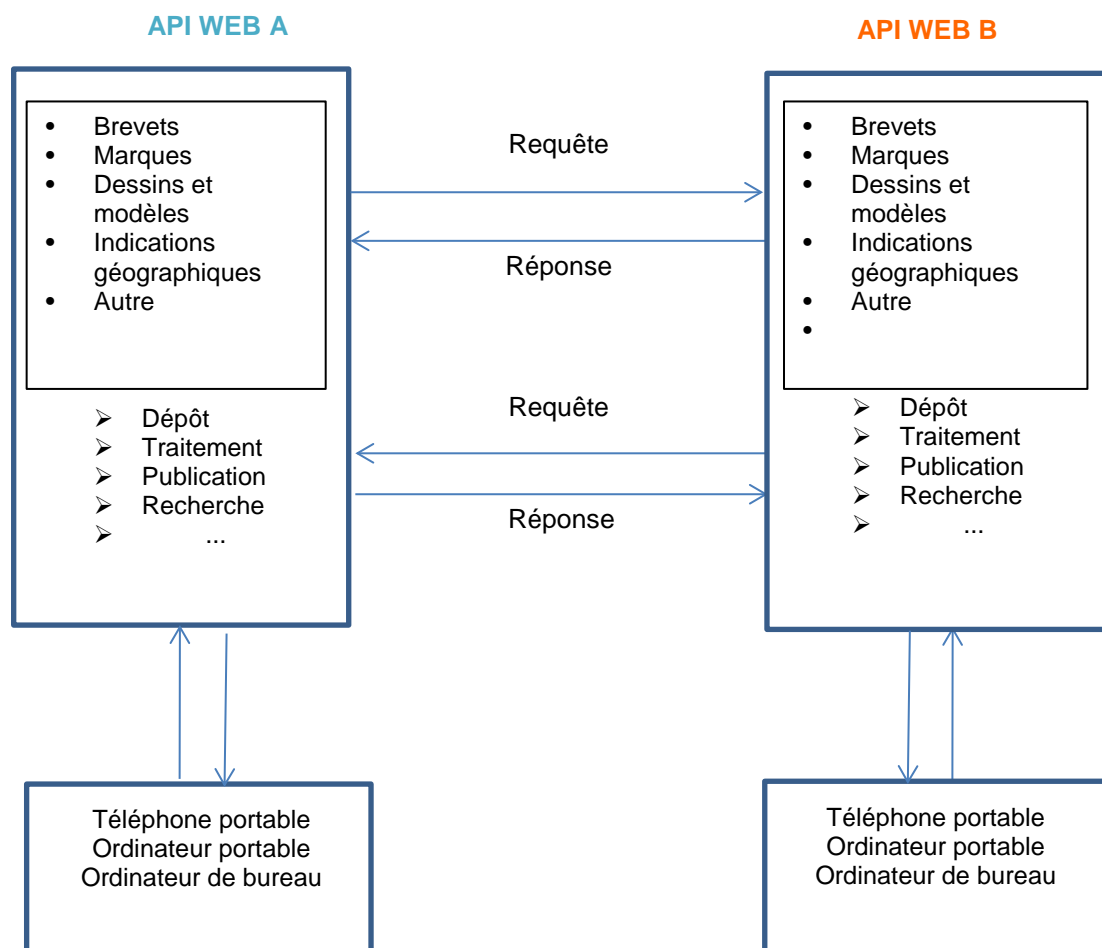 API WEB A
API WEB B
• Brevets
• Marques
• Dessins et
modèles
• Indications
géographiques
• Autre
➢ Dépôt
➢ Traitement
➢ Publication
➢ Recherche
➢ ...
Requête
Réponse
Requête
Réponse
• Brevets
• Marques
• Dessins et
modèles
• Indications
géographiques
• Autre
•
➢ Dépôt
➢ Traitement
➢ Publication
➢ Recherche
➢ ...
Téléphone portable
Ordinateur portable
Ordinateur de bureau
Téléphone portable
Ordinateur portable
Ordinateur de bureau